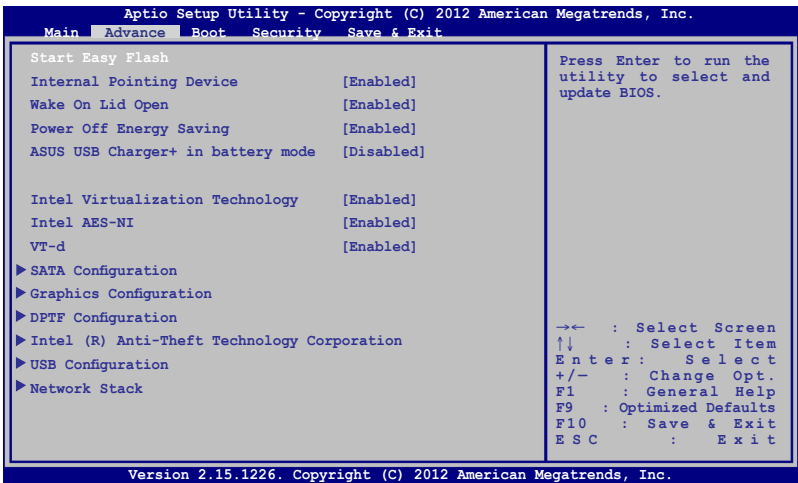 Aptio Setup Utility - Copyright (C) 2012 American Megatrends, Inc.
Main Advance Boot Security Save & Exit
Start Easy Flash
Internal Pointing Device [Enabled]
Wake On Lid Open [Enabled]
Power Off Energy Saving [Enabled]
ASUS USB Charger+ in battery mode [Disabled]
Intel Virtualization Technology [Enabled]
Intel AES-NI [Enabled]
VT-d [Enabled]
SATA Configuration
Graphics Configuration
DPTF Configuration
Intel (R) Anti-Theft Technology Corporation
USB Configuration
Network Stack
Press Enter to run the
utility to select and
update BIOS.
→← : Select Screen
↑↓ : Select Item
Enter: Select
+/— : Change Opt.
F1 : General Help
F9 : Optimized Defaults
F10 : Save & Exit
ESC : Exit
Version 2.15.1226. Copyright (C) 2012 American Megatrends, Inc.